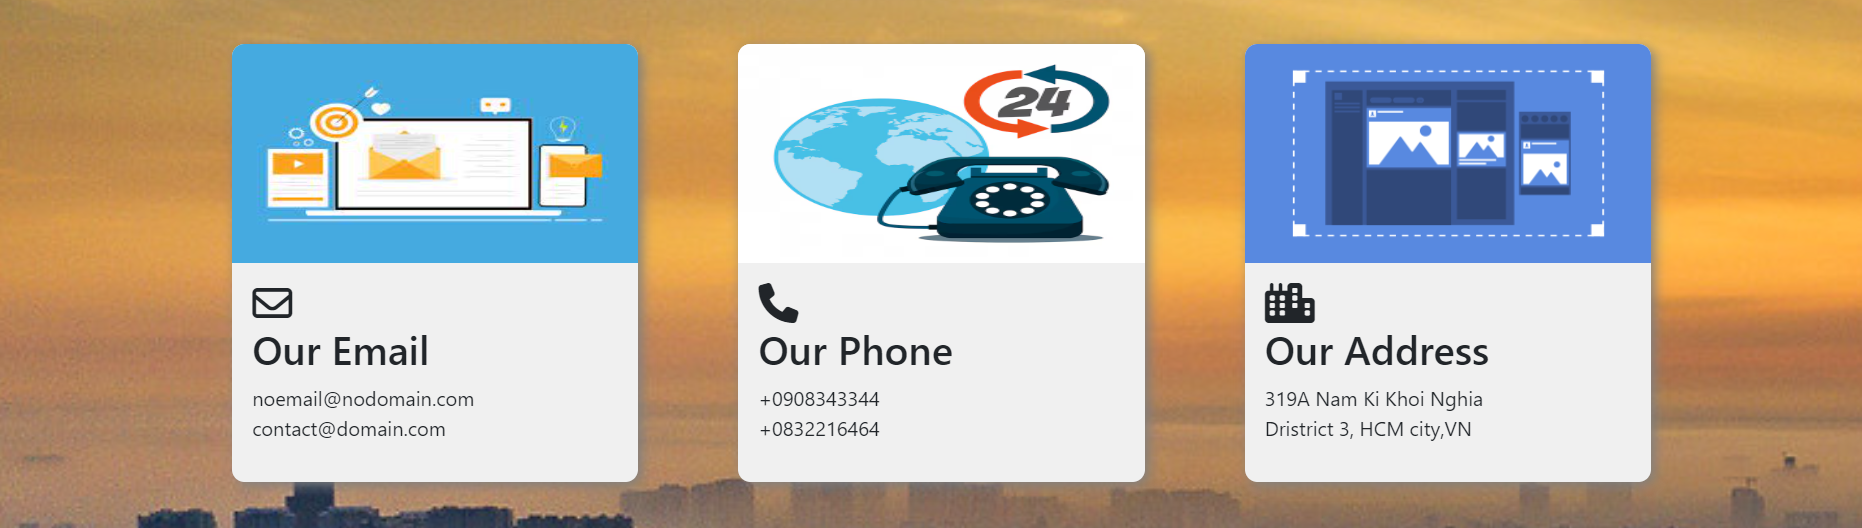 24
Our Email
noemail@nodomain.com
contact@domain.com
Our Phone
+0908343344
+0832216464
Our Address
319A Nam Ki Khoi Nghia
Dristrict 3, HCM city,VN